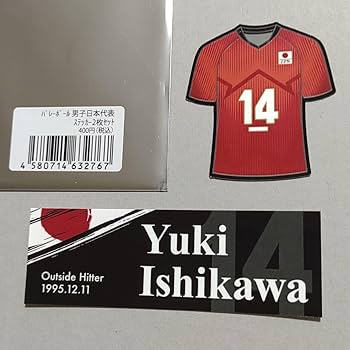 バレーボール 男子日本代表
ステッカー2枚セット
400円(税込)
4 580714 632767
JPN
14
14
Yuki
Ishikawa
Outside Hitter
1995.12.11